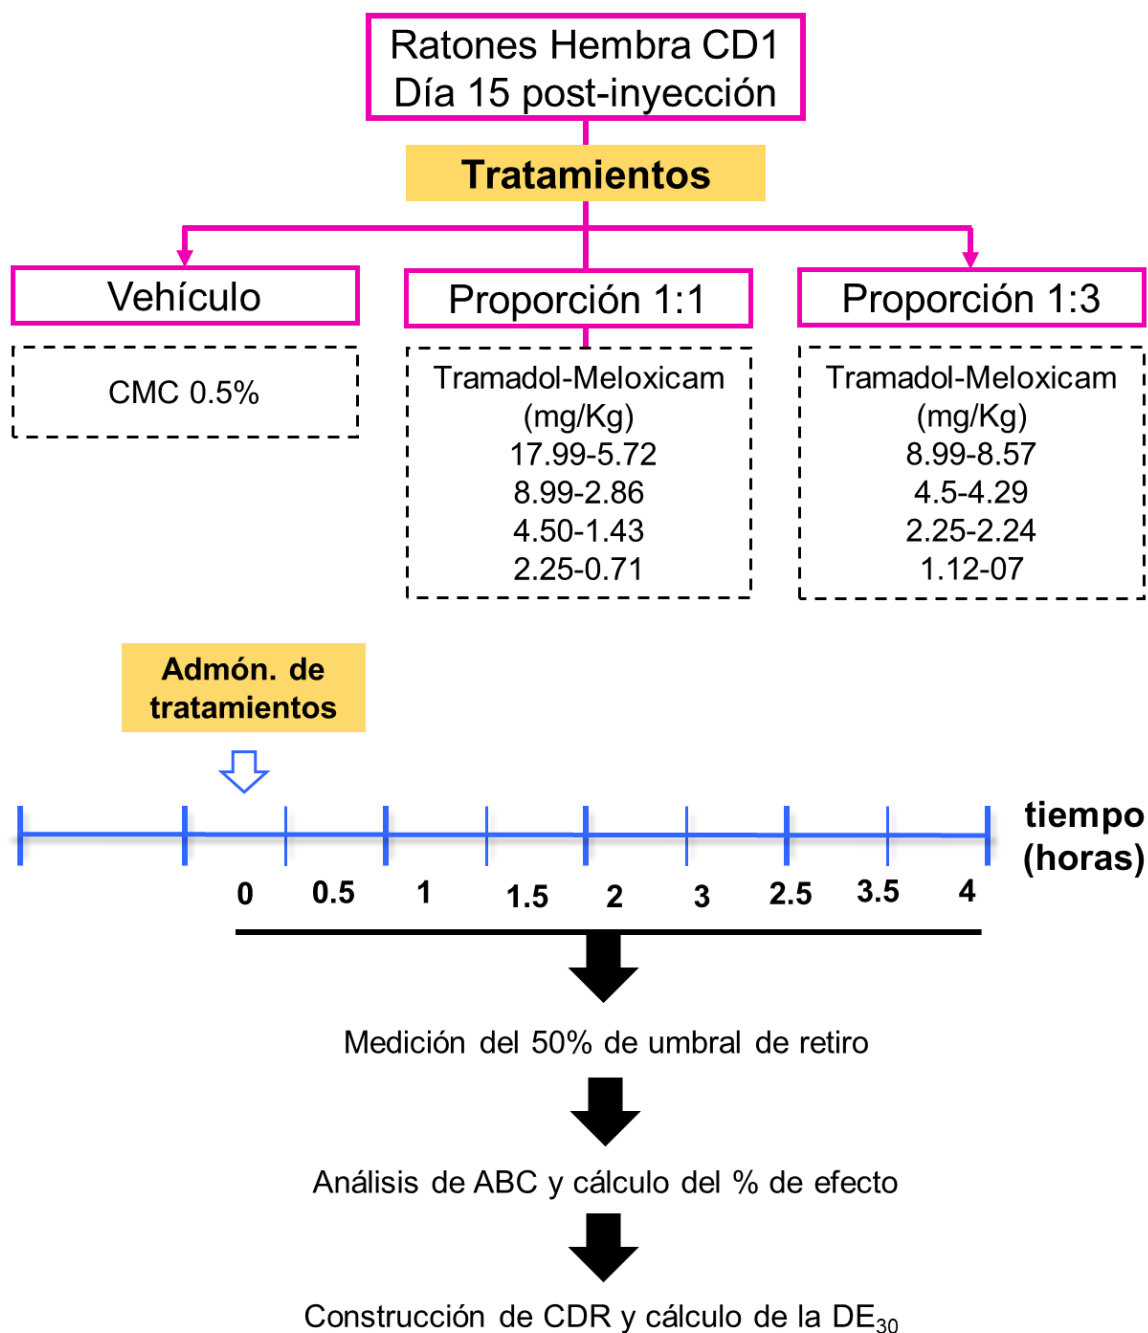 Ratones Hembra CD1
Día 15 post-inyección
Tratamientos
Vehículo
CMC 0.5%
Proporción 1:1
Tramadol-Meloxicam
(mg/Kg)
17.99-5.72
8.99-2.86
4.50-1.43
2.25-0.71
Proporción 1:3
Tramadol-Meloxicam
(mg/Kg)
8.99-8.57
4.5-4.29
2.25-2.24
1.12-07
Admón. de
tratamientos
tiempo
(horas)
0 0.5 1 1.5 2 3 2.5 3.5 4
Medición del 50% de umbral de retiro
Análisis de ABC y cálculo del % de efecto
Construcción de CDR y cálculo de la DE₃₀